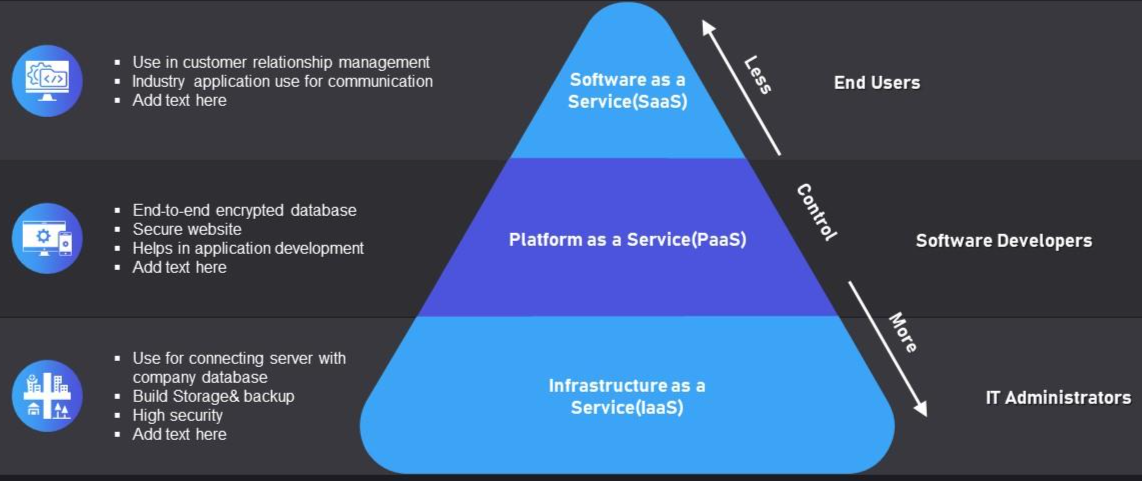 Use in customer relationship management
Industry application use for communication
Add text here
Software as a
Service(SaaS)
Less
End Users
End-to-end encrypted database
Secure website
Helps in application development
Add text here
Platform as a Service(PaaS)
Control
Software Developers
Use for connecting server with
company database
Build Storage& backup
High security
Add text here
Infrastructure as a
Service(IaaS)
More
IT Administrators